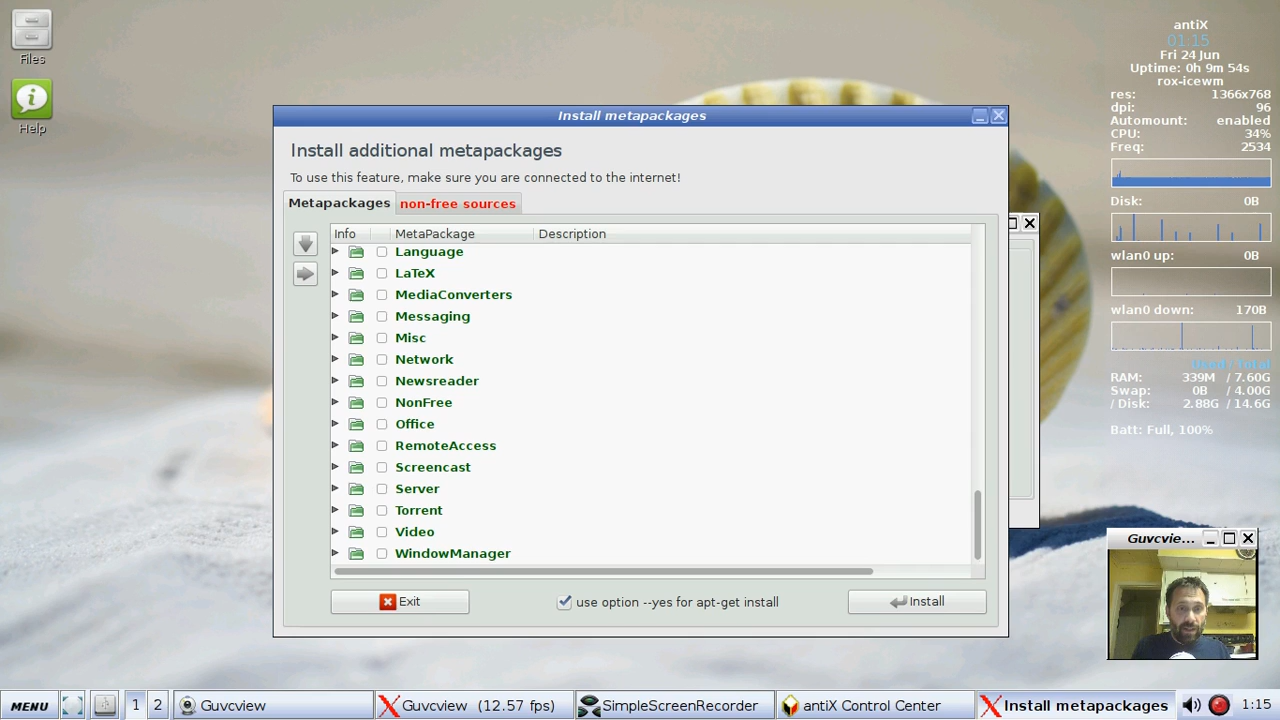 Files
Help
antiX
01:15
Fri 24 Jun
Uptime: 0h 9m 54s
rox-icewm
res: 1366x768
dpi: 96
Automount: enabled
CPU: 34%
Freq: 2534
Disk: 0B
wlan0 up: 0B
wlan0 down: 170B
Used / Total
RAM: 339M / 7.60G
Swap: 0B / 4.00G
/ Disk: 2.88G / 14.6G
Batt: Full, 100%
Install metapackages
Install additional metapackages
To use this feature, make sure you are connected to the internet!
Metapackages non-free sources
Info MetaPackage Description
Language
LaTeX
MediaConverters
Messaging
Misc
Network
Newsreader
NonFree
Office
RemoteAccess
Screencast
Server
Torrent
Video
WindowManager
Exit use option --yes for apt-get install Install
Guvcvie...
MENU 1 2 Guvcview Guvcview (12.57 fps) SimpleScreenRecorder antiX Control Center Install metapackages 1:15